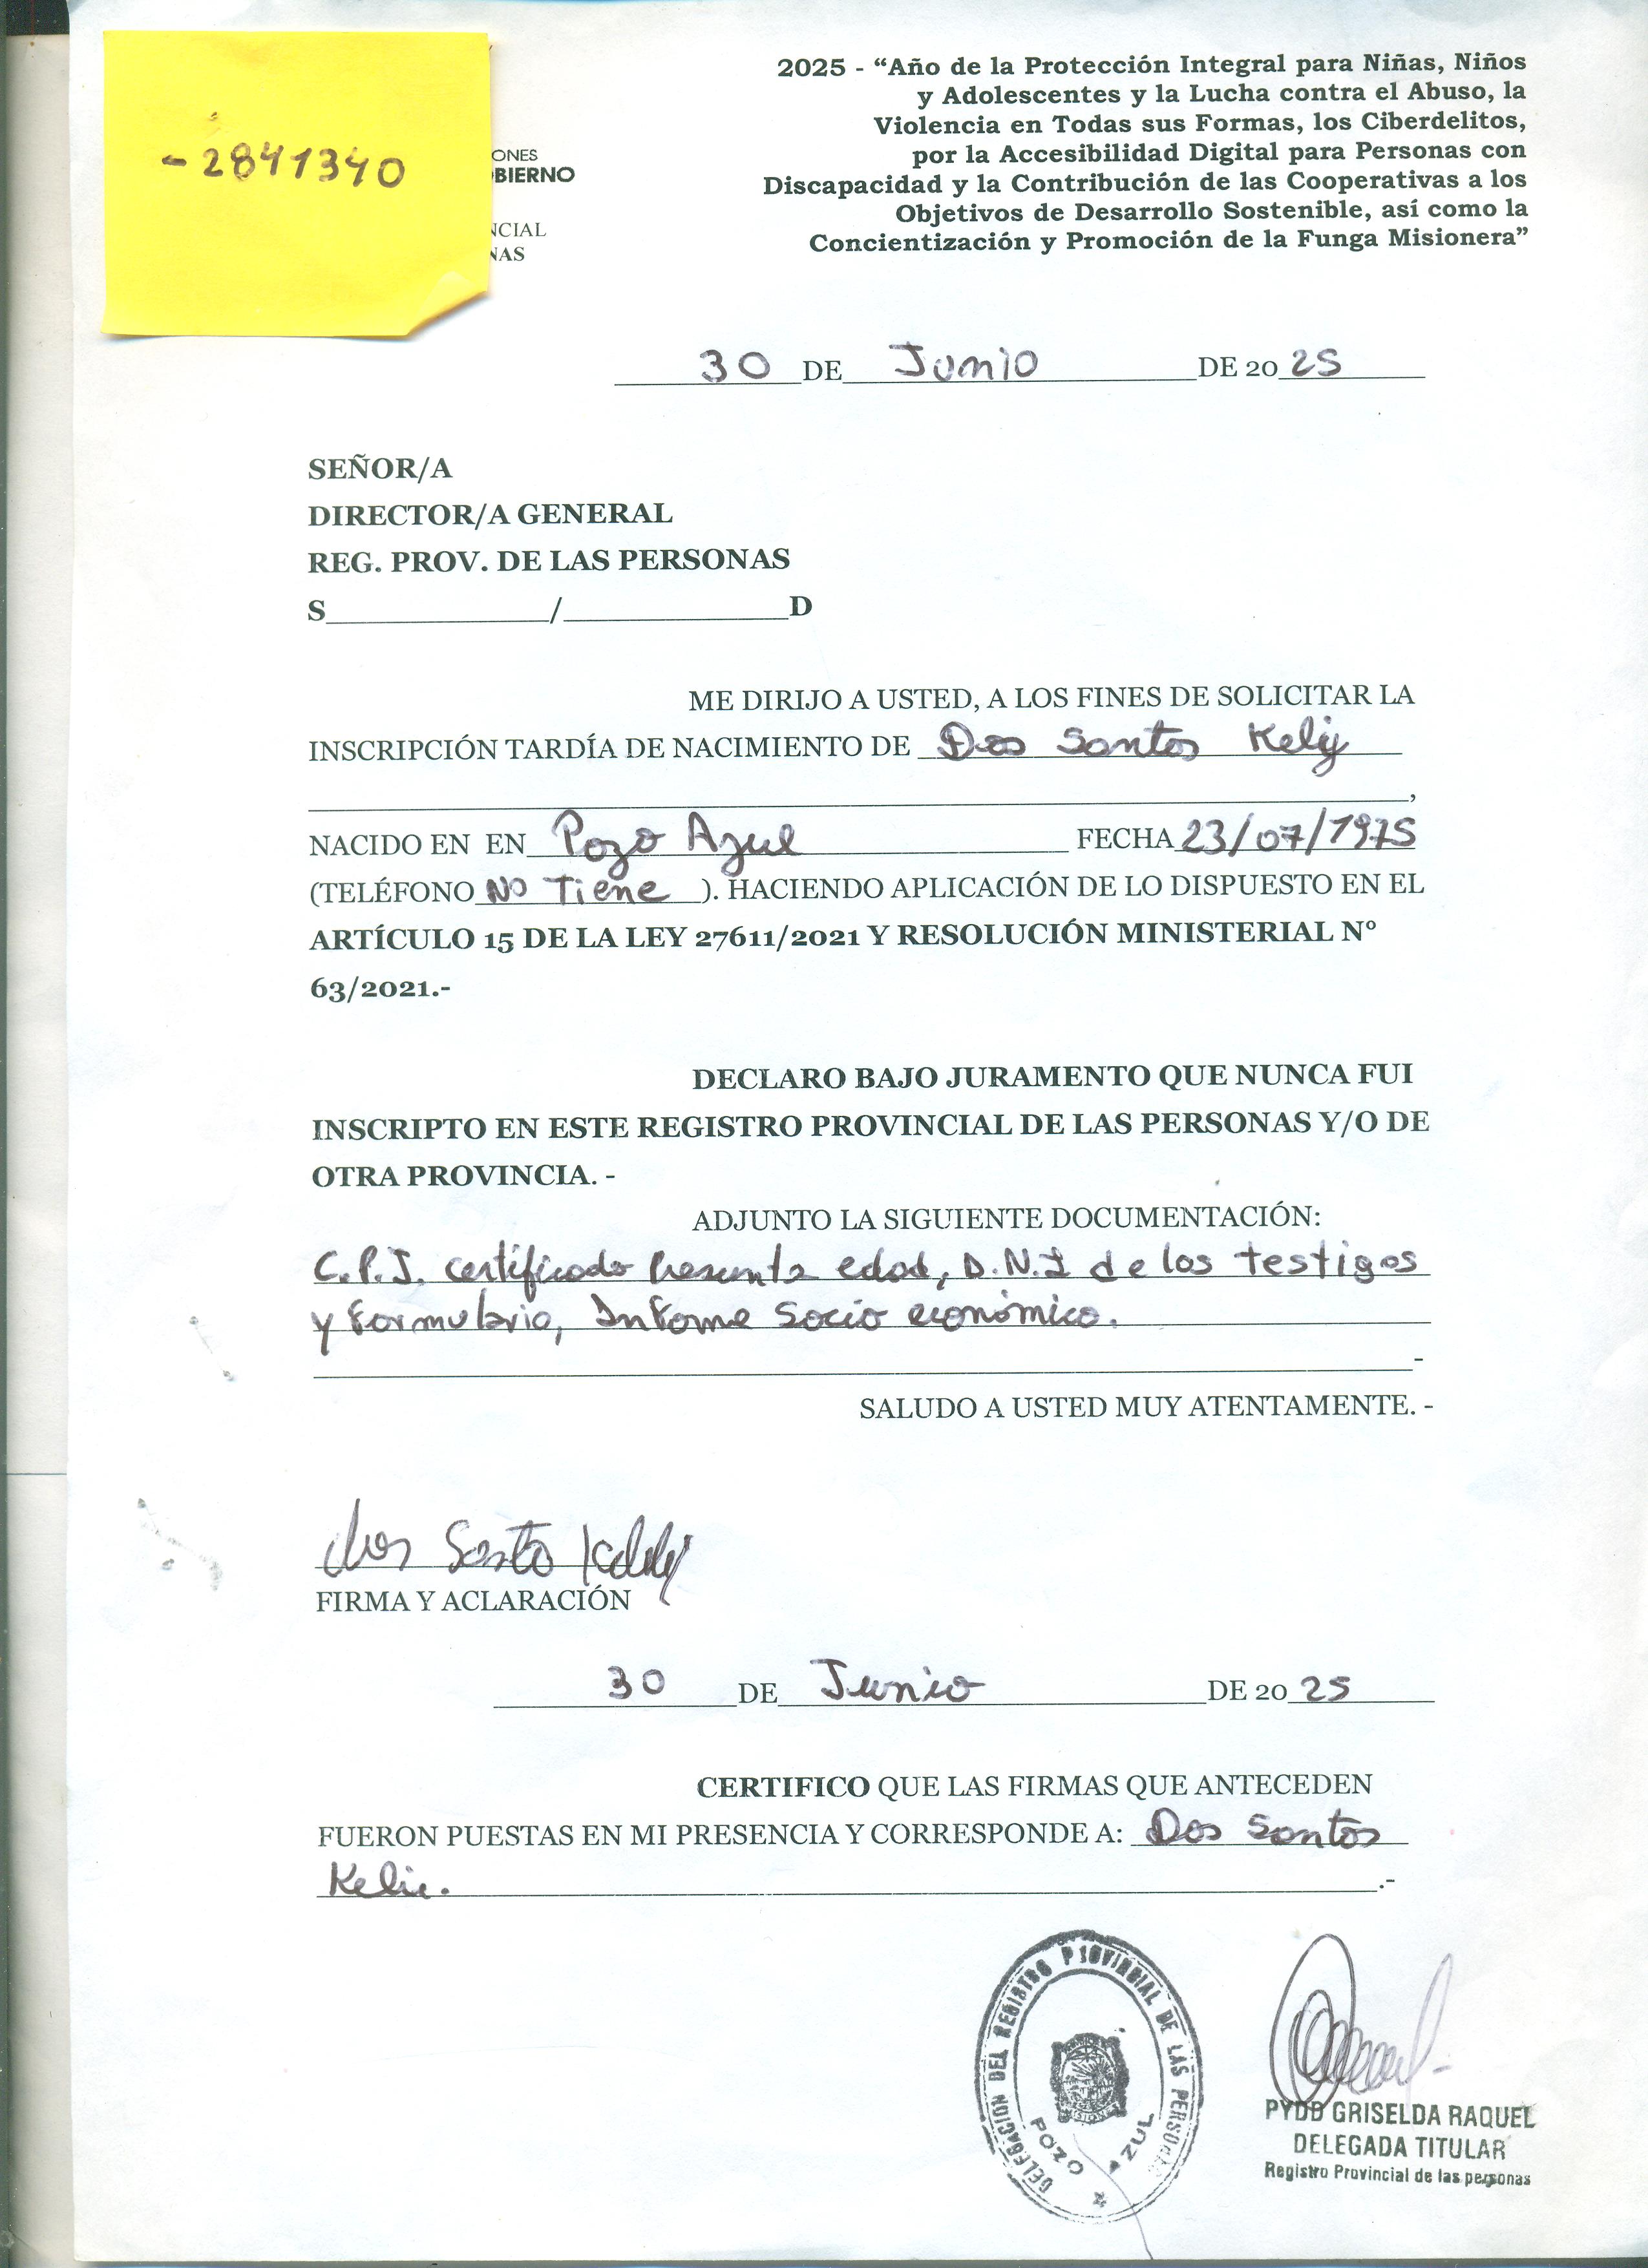 -2841340
ONES
OBIERNO
NCIAL
NAS
2025 - “Año de la Protección Integral para Niñas, Niños
y Adolescentes y la Lucha contra el Abuso, la
Violencia en Todas sus Formas, los Ciberdelitos,
por la Accesibilidad Digital para Personas con
Discapacidad y la Contribución de las Cooperativas a los
Objetivos de Desarrollo Sostenible, así como la
Concientización y Promoción de la Funga Misionera”
30 DE Junio DE 2025
SEÑOR/A
DIRECTOR/A GENERAL
REG. PROV. DE LAS PERSONAS
S______________/______________D
ME DIRIJO A USTED, A LOS FINES DE SOLICITAR LA
INSCRIPCIÓN TARDÍA DE NACIMIENTO DE Dos Santos Kely
,
NACIDO EN EN Pozo Azul FECHA 23/07/1975
(TELÉFONO No Tiene ). HACIENDO APLICACIÓN DE LO DISPUESTO EN EL
ARTÍCULO 15 DE LA LEY 27611/2021 Y RESOLUCIÓN MINISTERIAL Nº
63/2021.-
DECLARO BAJO JURAMENTO QUE NUNCA FUI
INSCRIPTO EN ESTE REGISTRO PROVINCIAL DE LAS PERSONAS Y/O DE
OTRA PROVINCIA. -
ADJUNTO LA SIGUIENTE DOCUMENTACIÓN:
C.P.I. certificado Presunta edad, D.N.I de los testigos
y Formulario, Informe Socio económico.
-
SALUDO A USTED MUY ATENTAMENTE. -
dos Santo Kelly
FIRMA Y ACLARACIÓN
30 DE Junio DE 2025
CERTIFICO QUE LAS FIRMAS QUE ANTECEDEN
FUERON PUESTAS EN MI PRESENCIA Y CORRESPONDE A: Dos Santos
Kelie. .-
DELEGACION DEL REGISTRO PROVINCIAL DE LAS PERSONAS
POZO AZUL
PYDD GRISELDA RAQUEL
DELEGADA TITULAR
Registro Provincial de las personas